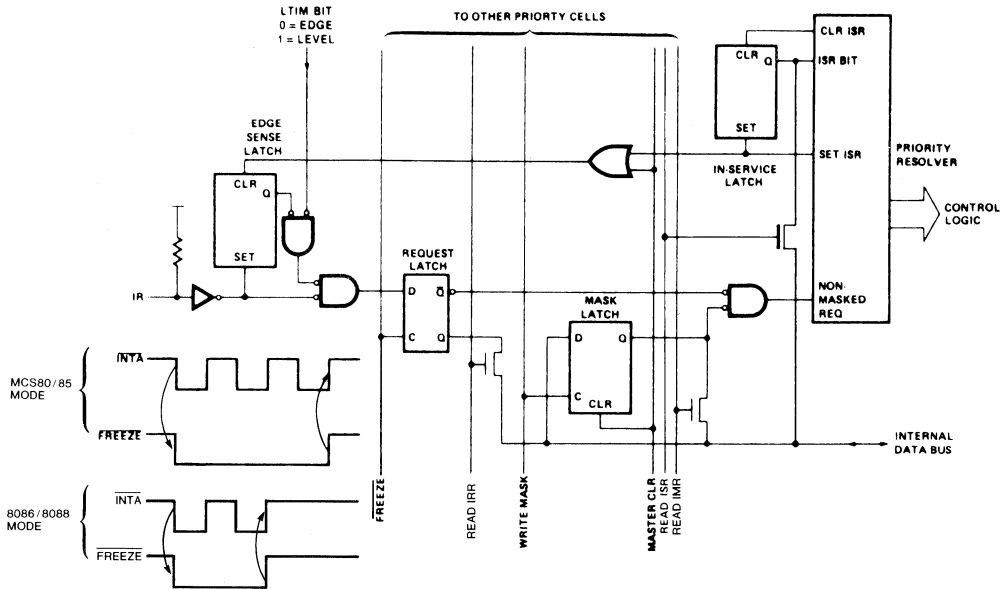 LTIM BIT
0 = EDGE
1 = LEVEL
TO OTHER PRIORTY CELLS
CLR ISR
CLR
Q
ISR BIT
SET
SET ISR
IN-SERVICE
LATCH
PRIORITY
RESOLVER
CONTROL
LOGIC
EDGE
SENSE
LATCH
CLR
Q
SET
IR
REQUEST
LATCH
D
Q
C
Q
MASK
LATCH
D
Q
C
CLR
NON-
MASKED
REQ
INTERNAL
DATA BUS
MCS80/85
MODE
INTA
FREEZE
8086/8088
MODE
INTA
FREEZE
FREEZE
READ IRR
WRITE MASK
MASTER CLR
READ ISR
READ IMR